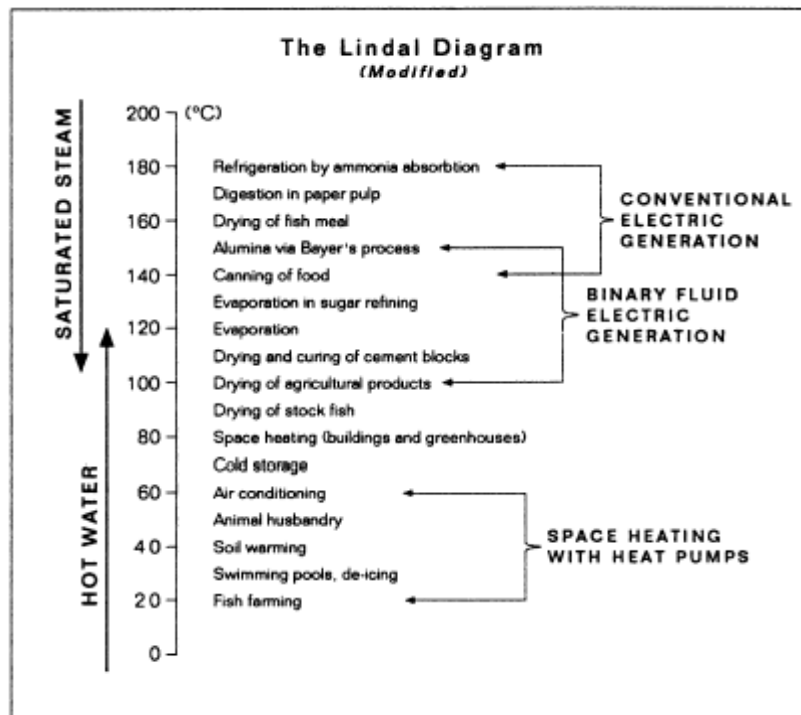 The Lindal Diagram
(Modified)
SATURATED STEAM
HOT WATER
200 (°C)
180 Refrigeration by ammonia absorbtion
Digestion in paper pulp
160 Drying of fish meal
Alumina via Bayer's process
140 Canning of food
Evaporation in sugar refining
120 Evaporation
Drying and curing of cement blocks
100 Drying of agricultural products
Drying of stock fish
80 Space heating (buildings and greenhouses)
Cold storage
60 Air conditioning
Animal husbandry
40 Soil warming
Swimming pools, de-icing
20 Fish farming
0
CONVENTIONAL
ELECTRIC
GENERATION
BINARY FLUID
ELECTRIC
GENERATION
SPACE HEATING
WITH HEAT PUMPS